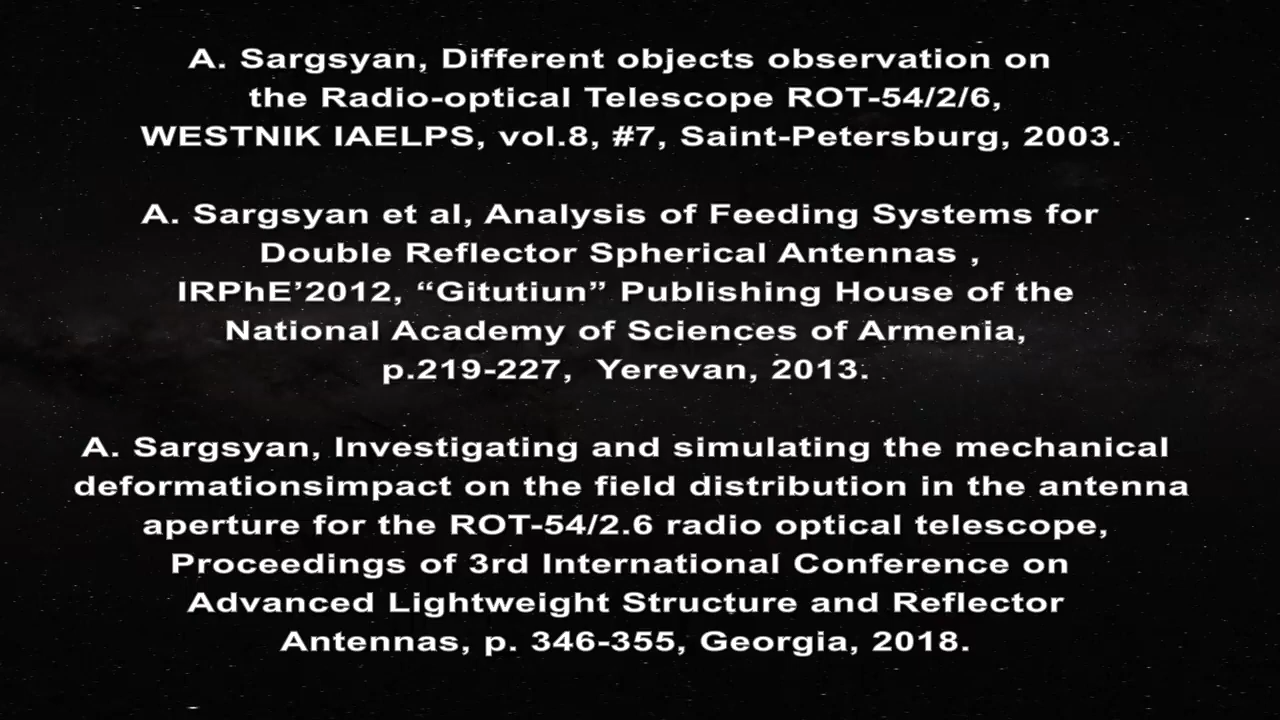 A. Sargsyan, Different objects observation on
the Radio-optical Telescope ROT-54/2/6,
WESTNIK IAELPS, vol.8, #7, Saint-Petersburg, 2003.
A. Sargsyan et al, Analysis of Feeding Systems for
Double Reflector Spherical Antennas ,
IRPhE’2012, “Gitutiun” Publishing House of the
National Academy of Sciences of Armenia,
p.219-227,  Yerevan, 2013.
A. Sargsyan, Investigating and simulating the mechanical
deformationsimpact on the field distribution in the antenna
aperture for the ROT-54/2.6 radio optical telescope,
Proceedings of 3rd International Conference on
Advanced Lightweight Structure and Reflector
Antennas, p. 346-355, Georgia, 2018.